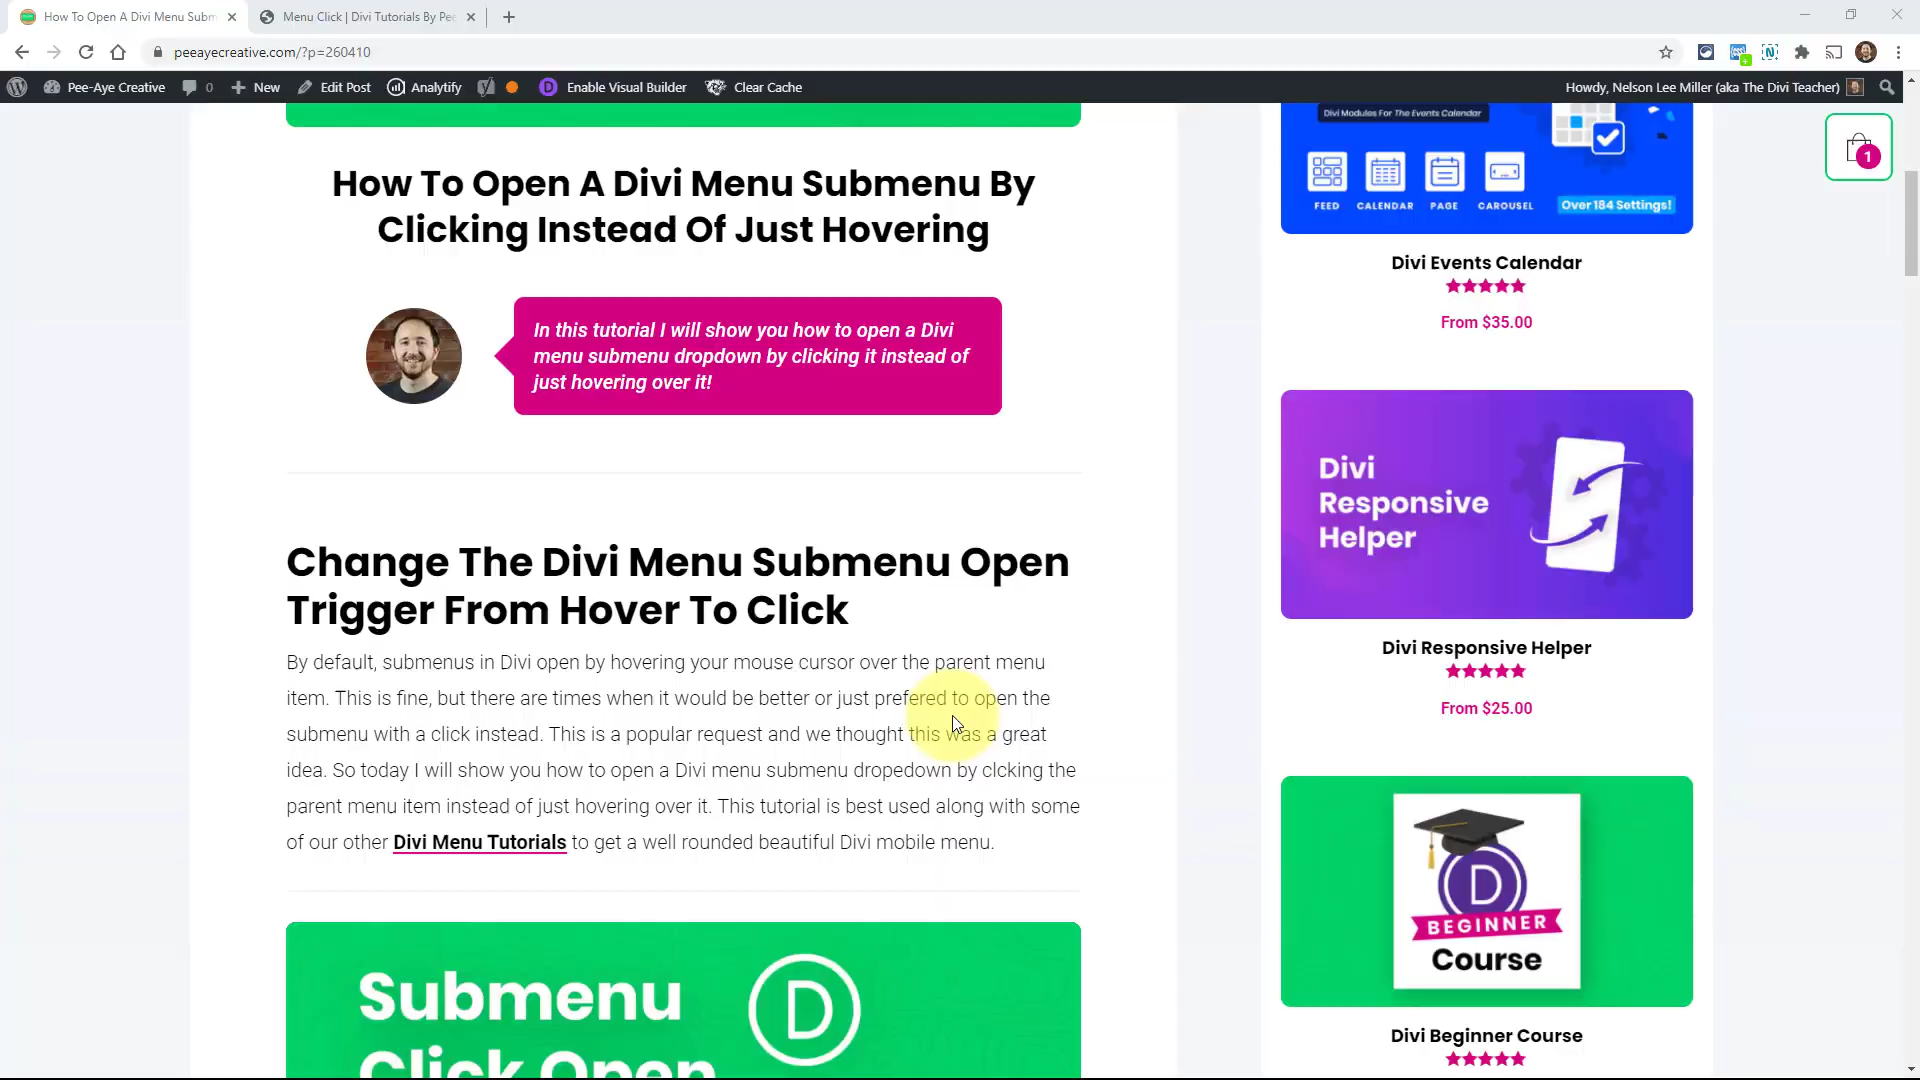 How To Open A Divi Menu Subm
Menu Click | Divi Tutorials By Pee
peeayecreative.com/?p=260410
Pee-Aye Creative
0
New
Edit Post
Analytify
Enable Visual Builder
Clear Cache
Howdy, Nelson Lee Miller (aka The Divi Teacher)
1
How To Open A Divi Menu Submenu By
Clicking Instead Of Just Hovering
In this tutorial I will show you how to open a Divi
menu submenu dropdown by clicking it instead of
just hovering over it!
Change The Divi Menu Submenu Open
Trigger From Hover To Click
By default, submenus in Divi open by hovering your mouse cursor over the parent menu
item. This is fine, but there are times when it would be better or just prefered to open the
submenu with a click instead. This is a popular request and we thought this was a great
idea. So today I will show you how to open a Divi menu submenu dropedown by clcking the
parent menu item instead of just hovering over it. This tutorial is best used along with some
of our other Divi Menu Tutorials to get a well rounded beautiful Divi mobile menu.
Submenu
Click Open
D
Divi Modules For The Events Calendar
FEED CALENDAR PAGE CAROUSEL Over 184 Settings!
Divi Events Calendar
From $35.00
Divi
Responsive
Helper
Divi Responsive Helper
From $25.00
D
BEGINNER
Course
Divi Beginner Course